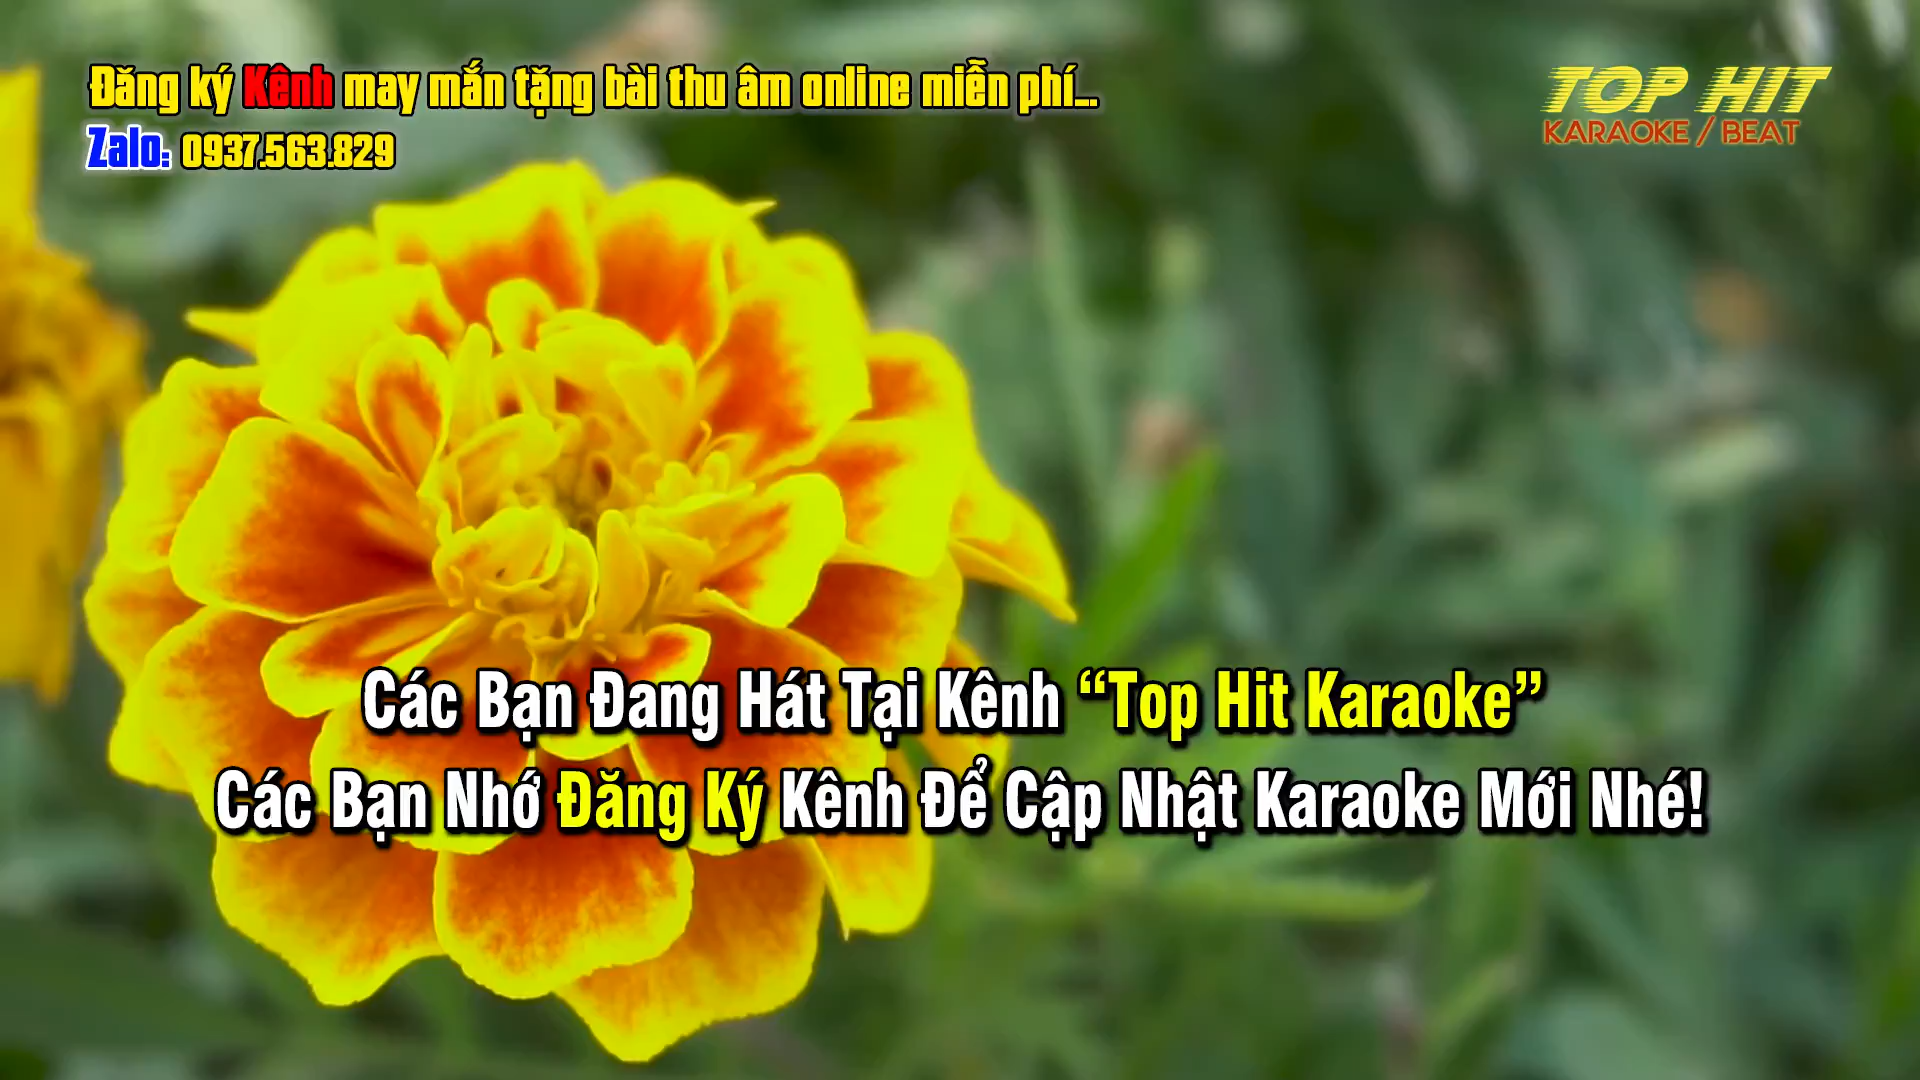 Đăng ký Kênh may mắn tặng bài thu âm online miễn phí...
Zalo: 0937.563.829
TOP HIT
KARAOKE / BEAT
Các Bạn Đang Hát Tại Kênh “Top Hit Karaoke”
Các Bạn Nhớ Đăng Ký Kênh Để Cập Nhật Karaoke Mới Nhé!